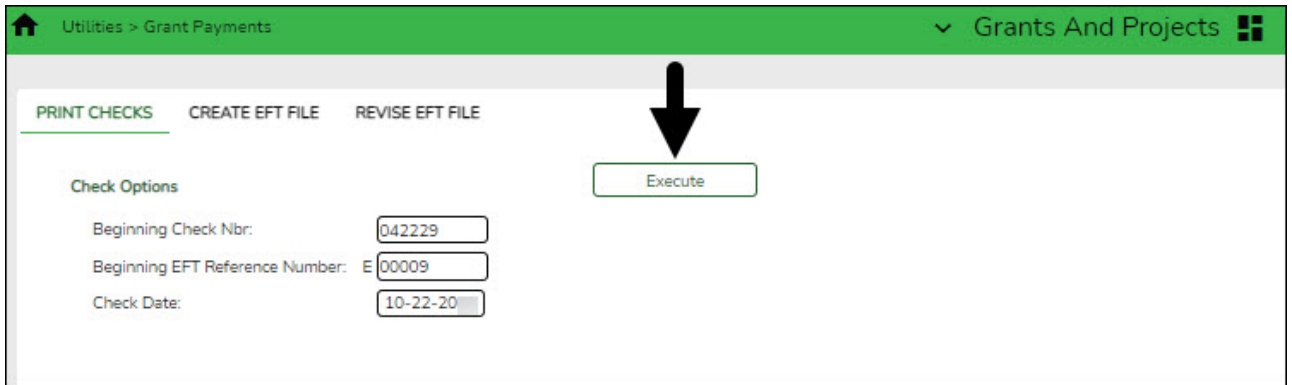 Utilities > Grant Payments
Grants And Projects
PRINT CHECKS CREATE EFT FILE REVISE EFT FILE
Execute
Check Options
Beginning Check Nbr: 042229
Beginning EFT Reference Number: E 00009
Check Date: 10-22-20